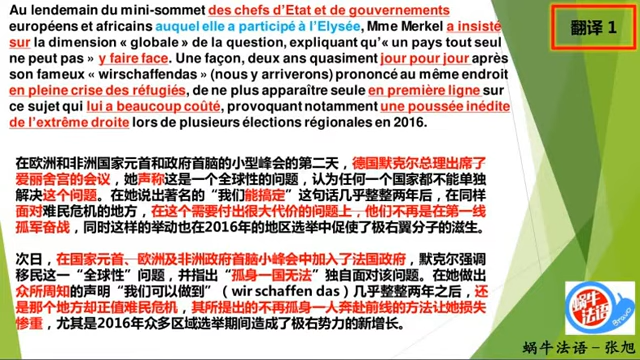 Au lendemain du mini-sommet des chefs d'Etat et de gouvernements
européens et africains auquel elle a participé à l'Elysée, Mme Merkel a insisté
sur la dimension « globale » de la question, expliquant qu'« un pays tout seul
ne peut pas » y faire face. Une façon, deux ans quasiment jour pour jour après
son fameux « wirschaffendas » (nous y arriverons) prononcé au même endroit
en pleine crise des réfugiés, de ne plus apparaître seule en première ligne sur
ce sujet qui lui a beaucoup coûté, provoquant notamment une poussée inédite
de l'extrême droite lors de plusieurs élections régionales en 2016.
翻译 1
在欧洲和非洲国家元首和政府首脑的小型峰会的第二天，德国默克尔总理出席了
爱丽舍宫的会议，她声称这是一个全球性的问题，认为任何一个国家都不能单独
解决这个问题。在她说出著名的“我们能搞定”这句话几乎整整两年后，在同样
面对难民危机的地方，在这个需要付出很大代价的问题上，他们不再是在第一线
孤军奋战，同时这样的举动也在2016年的地区选举中促使了极右翼分子的滋生。
次日，在国家元首、欧洲及非洲政府首脑小峰会中加入了法国政府，默克尔强调
移民这一“全球性”问题，并指出“孤身一国无法”独自面对该问题。在她做出
众所周知的声明“我们可以做到”（wir schaffen das）几乎整整两年之后，还
是那个地方却正值难民危机，其所提出的不再孤身一人奔赴前线的方法让她损失
惨重，尤其是2016年众多区域选举期间造成了极右势力的新增长。
蜗牛
法语
蜗牛法语－张旭